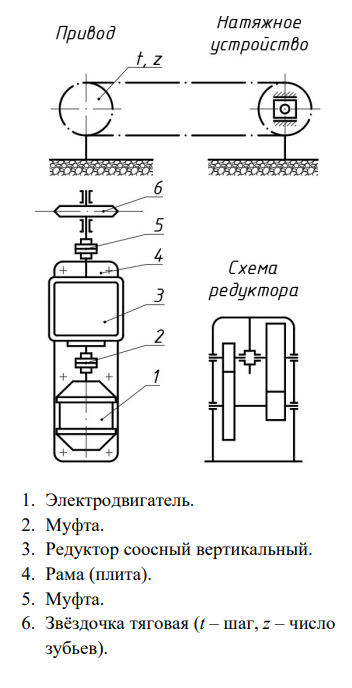 Привод
Натяжное
устройство
t, z
6
5
4
3
2
1
Схема
редуктора
1. Электродвигатель.
2. Муфта.
3. Редуктор соосный вертикальный.
4. Рама (плита).
5. Муфта.
6. Звёздочка тяговая (t – шаг, z – число
зубьев).